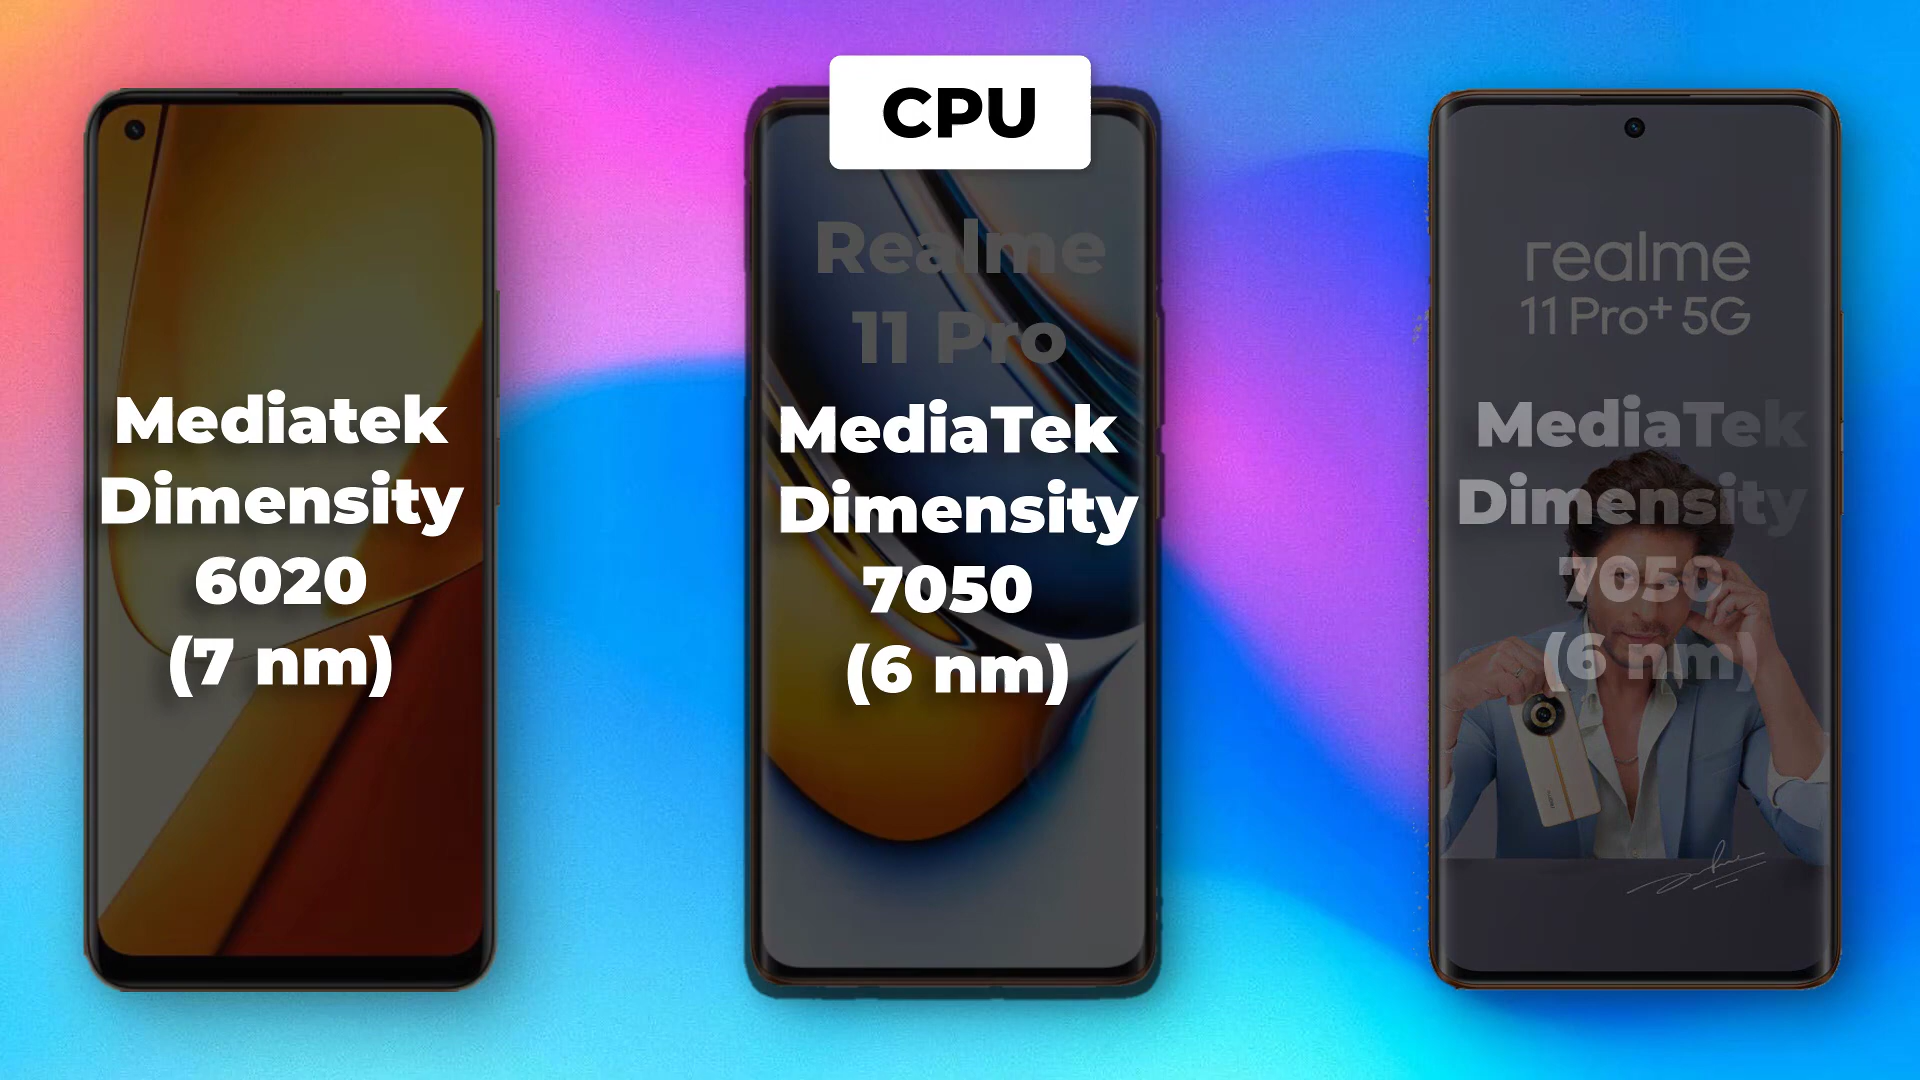 CPU
Mediatek
Dimensity
6020
(7 nm)
Realme
11 Pro
MediaTek
Dimensity
7050
(6 nm)
realme
11 Pro+ 5G
MediaTek
Dimensity
7050
(6 nm)